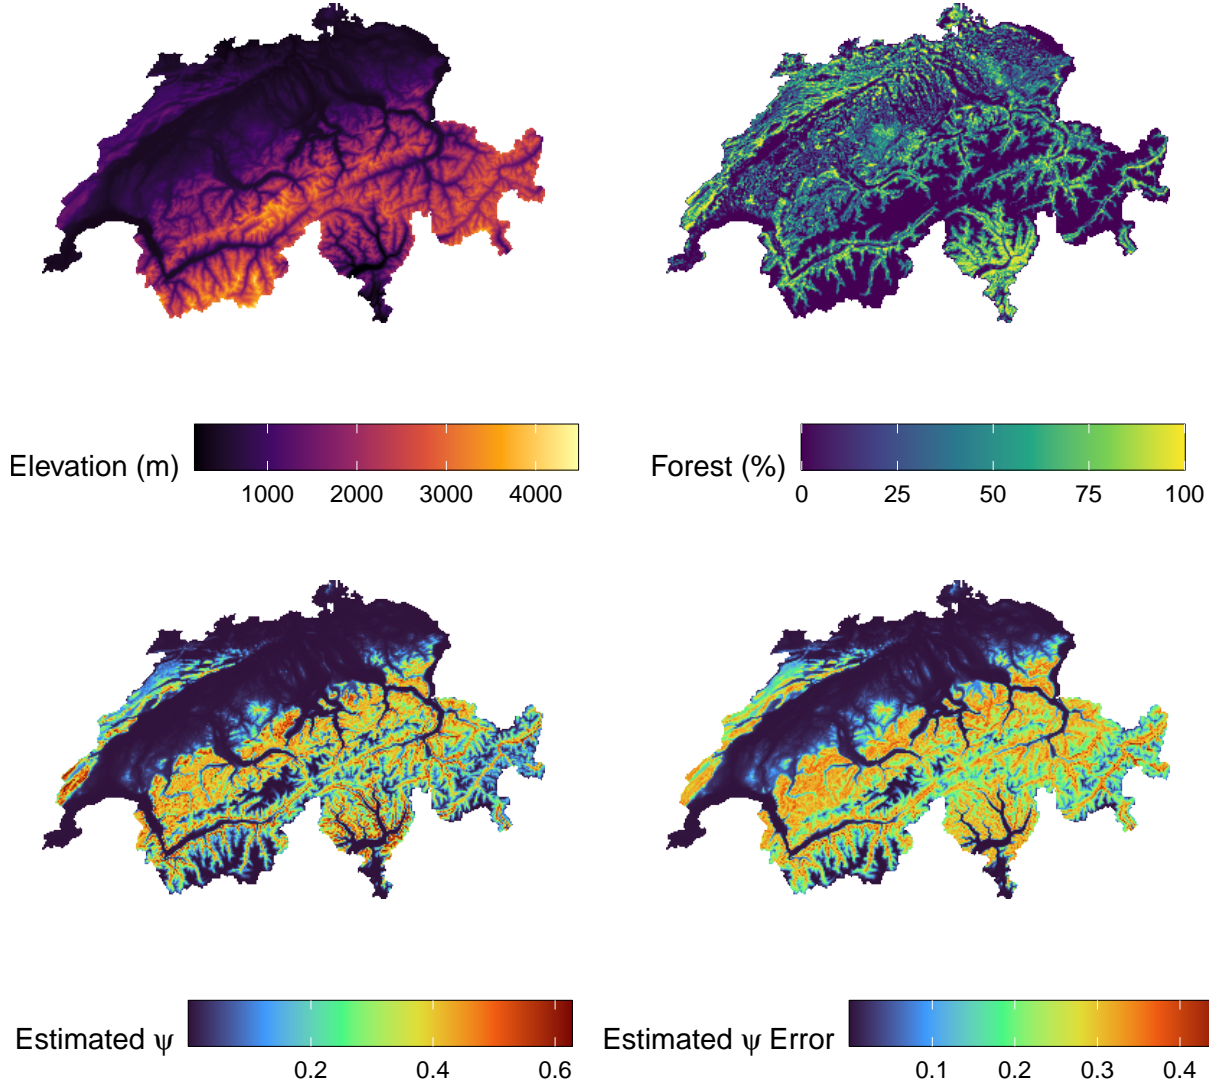 Elevation (m)
1000 2000 3000 4000
Forest (%)
0 25 50 75 100
Estimated ψ
0.2 0.4 0.6
Estimated ψ Error
0.1 0.2 0.3 0.4